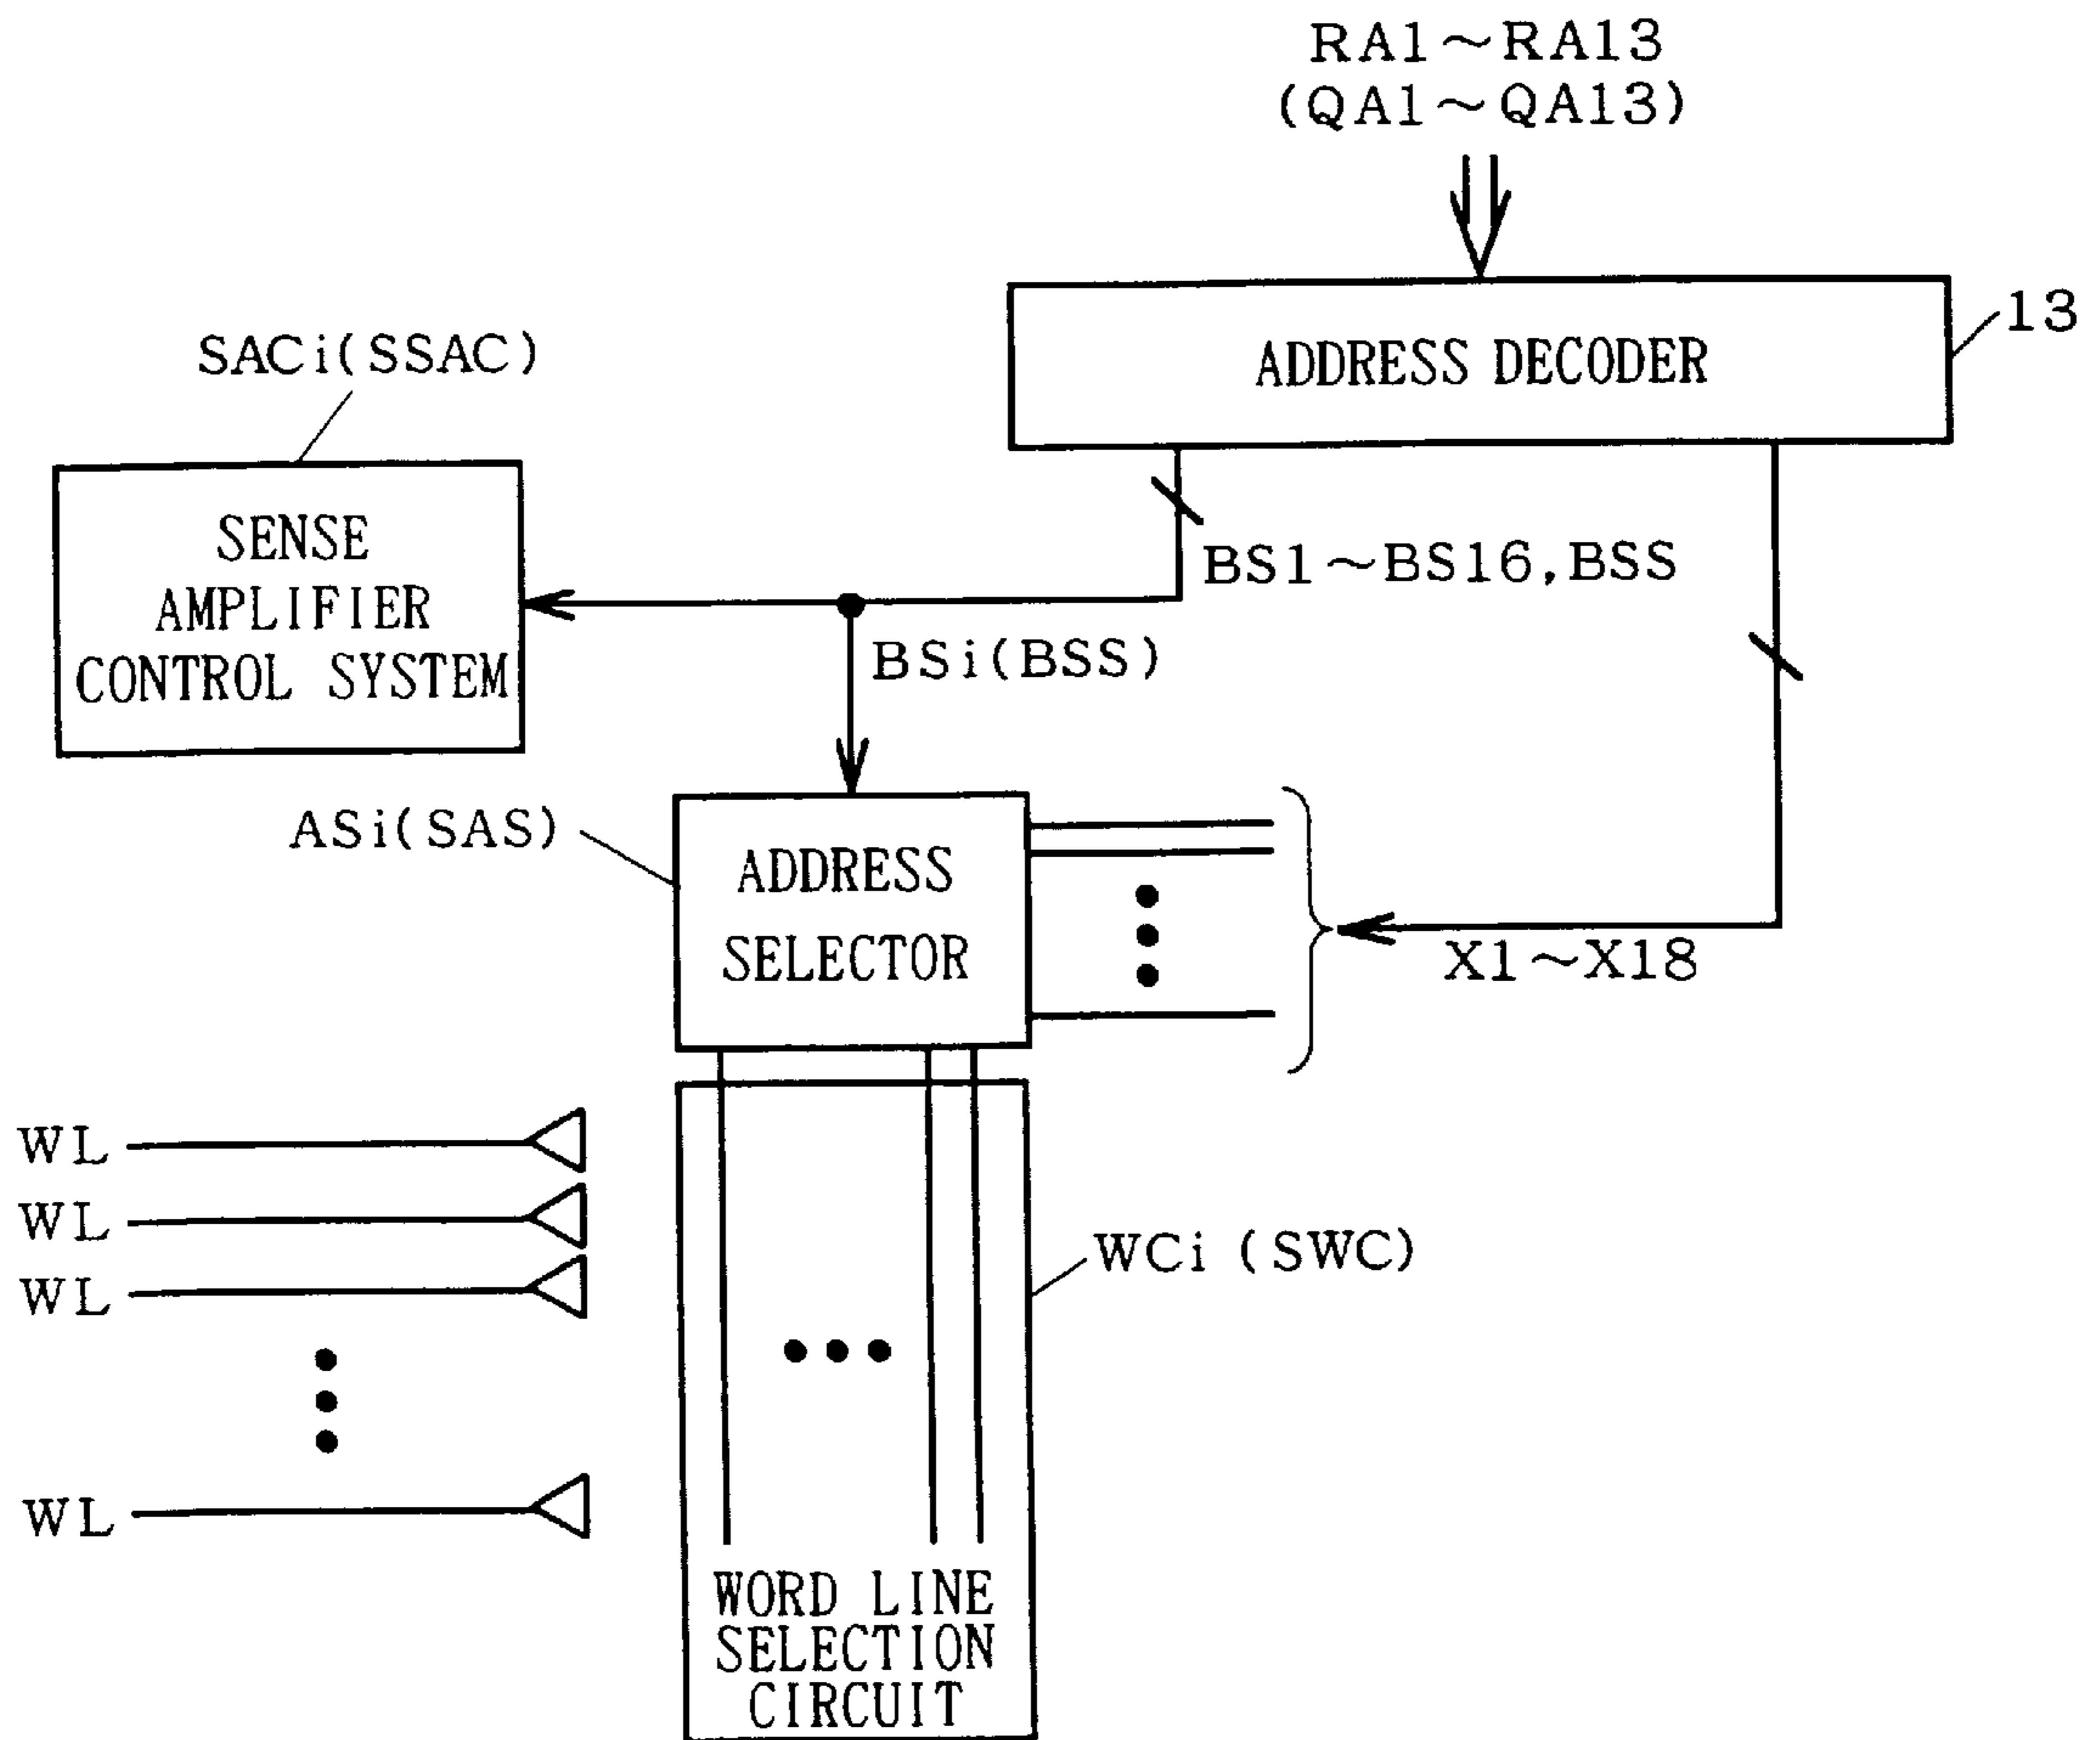 RA1~RA13
(QA1~QA13)
ADDRESS DECODER
13
SACi(SSAC)
SENSE
AMPLIFIER
CONTROL SYSTEM
BS1~BS16,BSS
BSi(BSS)
ASi(SAS)
ADDRESS
SELECTOR
X1~X18
WL
WL
WL
WL
WCi (SWC)
WORD LINE
SELECTION
CIRCUIT